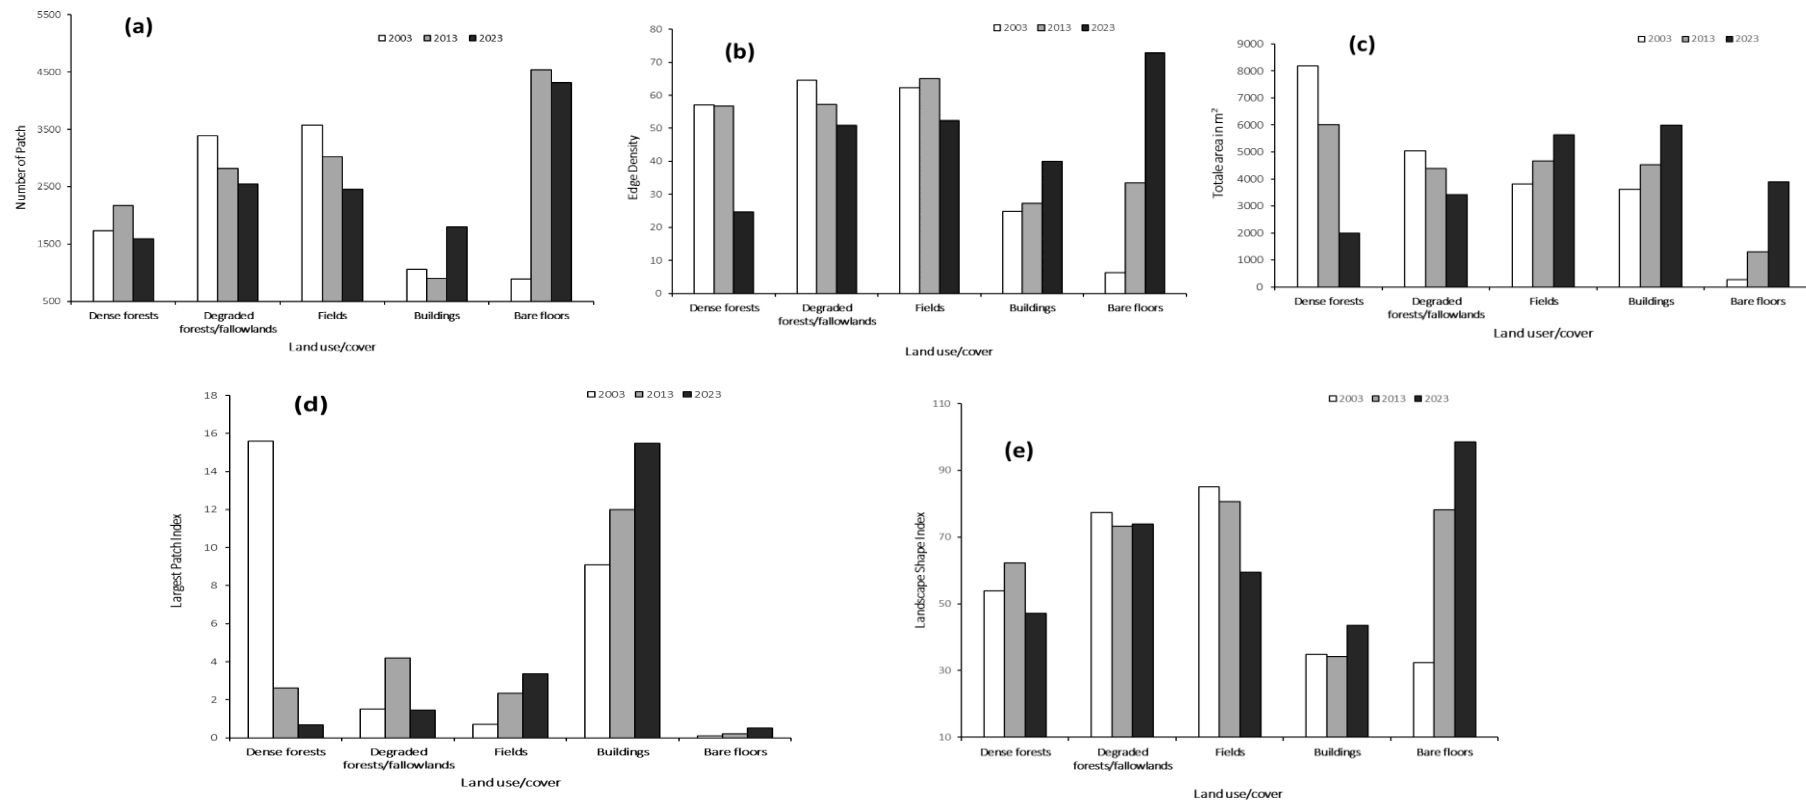 (a)
2003 2013 2023
5500
4500
3500
2500
1500
500
Number of Patch
Dense forests Degraded forests/fallowlands Fields Buildings Bare floors
Land use/cover
(b)
2003 2013 2023
80
70
60
50
40
30
20
10
0
Edge Density
Dense forests Degraded forests/fallowlands Fields Buildings Bare floors
Land use/cover
(c)
2003 2013 2023
9000
8000
7000
6000
5000
4000
3000
2000
1000
0
Totale area in m²
Dense forests Degraded forests/fallowlands Fields Buildings Bare floors
Land user/cover
(d)
2003 2013 2023
18
16
14
12
10
8
6
4
2
0
Largest Patch Index
Dense forests Degraded forests/fallowlands Fields Buildings Bare floors
Land use/cover
(e)
2003 2013 2023
110
90
70
50
30
10
Landscape Shape Index
Dense forests Degraded forests/fallowlands Fields Buildings Bare floors
Land use/cover